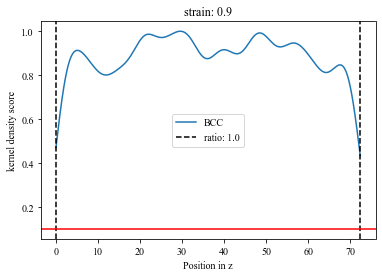 strain: 0.9
kernel density score
1.0
0.8
0.6
0.4
0.2
BCC
ratio: 1.0
0 10 20 30 40 50 60 70
Position in z